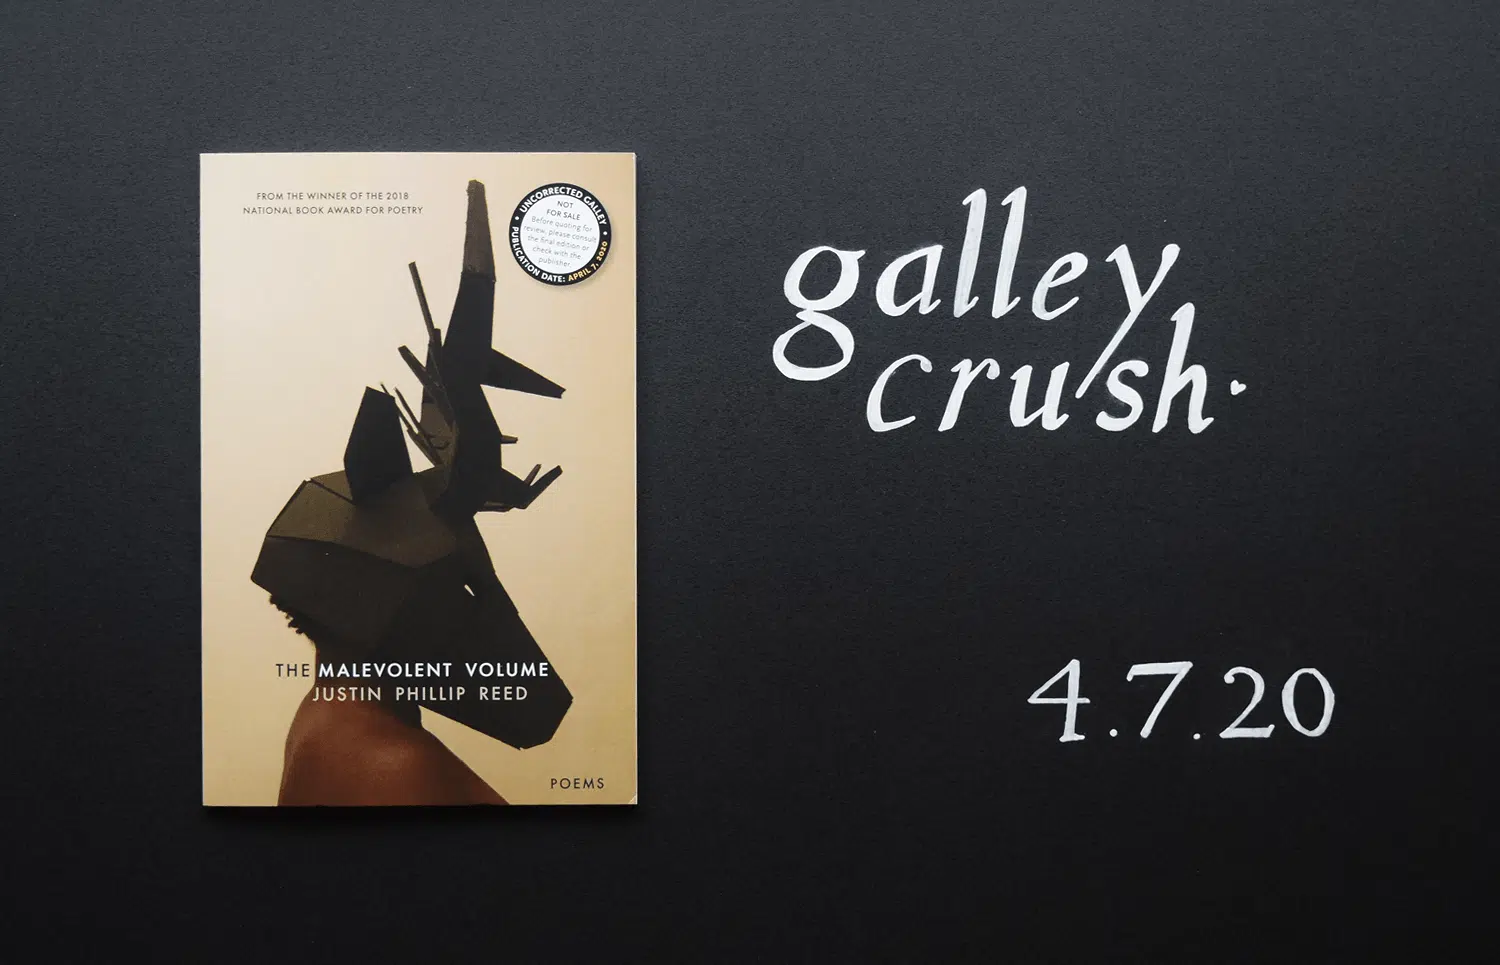 FROM THE WINNER OF THE 2018
NATIONAL BOOK AWARD FOR POETRY
UNCORRECTED GALLEY
NOT
FOR SALE
Before quoting for
review, please consult
the final edition or
check with the
publisher.
PUBLICATION DATE: APRIL 7, 2020
THE MALEVOLENT VOLUME
JUSTIN PHILLIP REED
POEMS
galley
crush
4.7.20